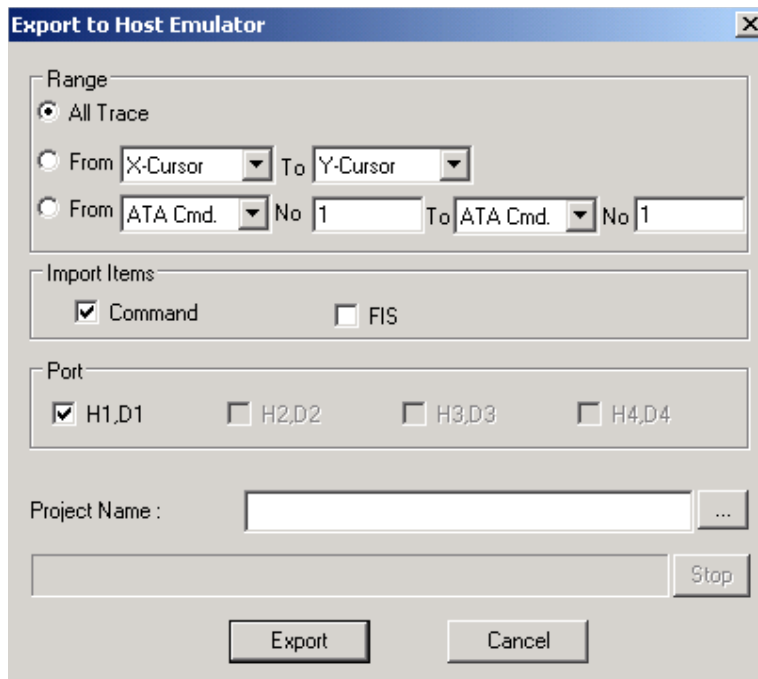 Export to Host Emulator
Range
All Trace
From X-Cursor To Y-Cursor
From ATA Cmd. No 1 To ATA Cmd. No 1
Import Items
Command FIS
Port
H1,D1 H2,D2 H3,D3 H4,D4
Project Name : ...
Stop
Export Cancel